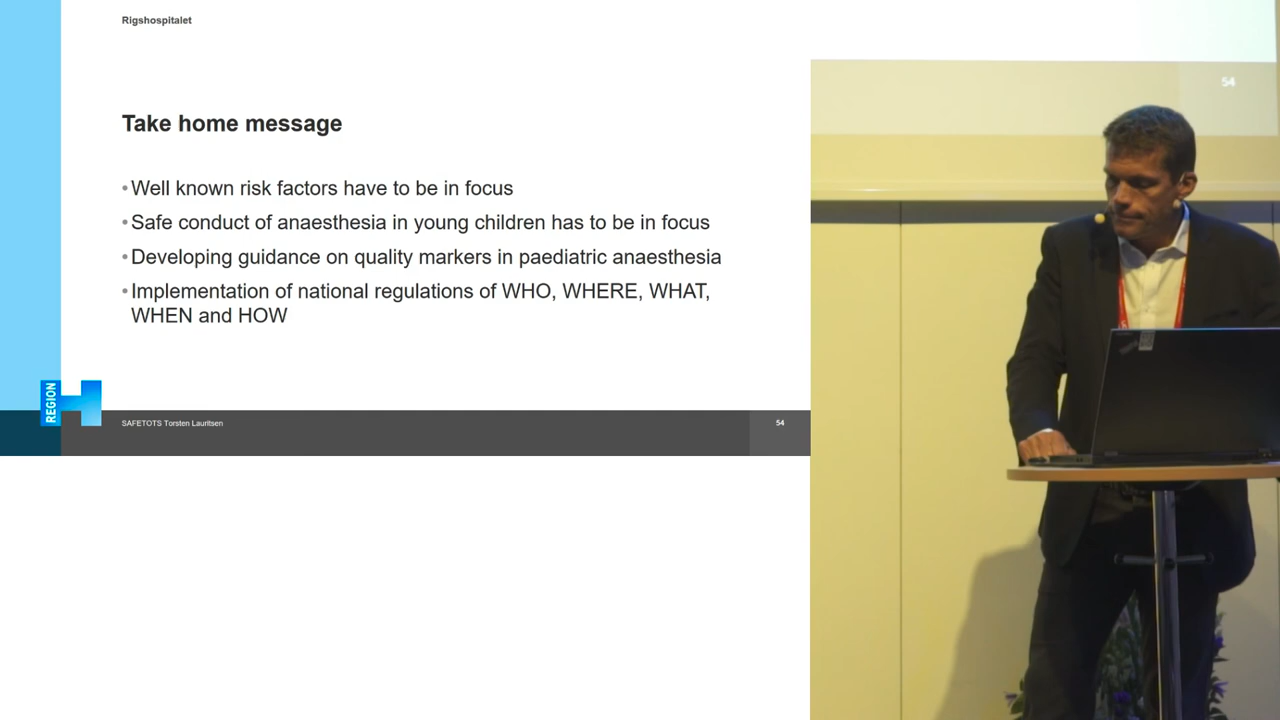 Rigshospitalet
54
Take home message
•Well known risk factors have to be in focus
•Safe conduct of anaesthesia in young children has to be in focus
•Developing guidance on quality markers in paediatric anaesthesia
•Implementation of national regulations of WHO, WHERE, WHAT,
WHEN and HOW
REGION
SAFETOTS Torsten Lauritsen
54